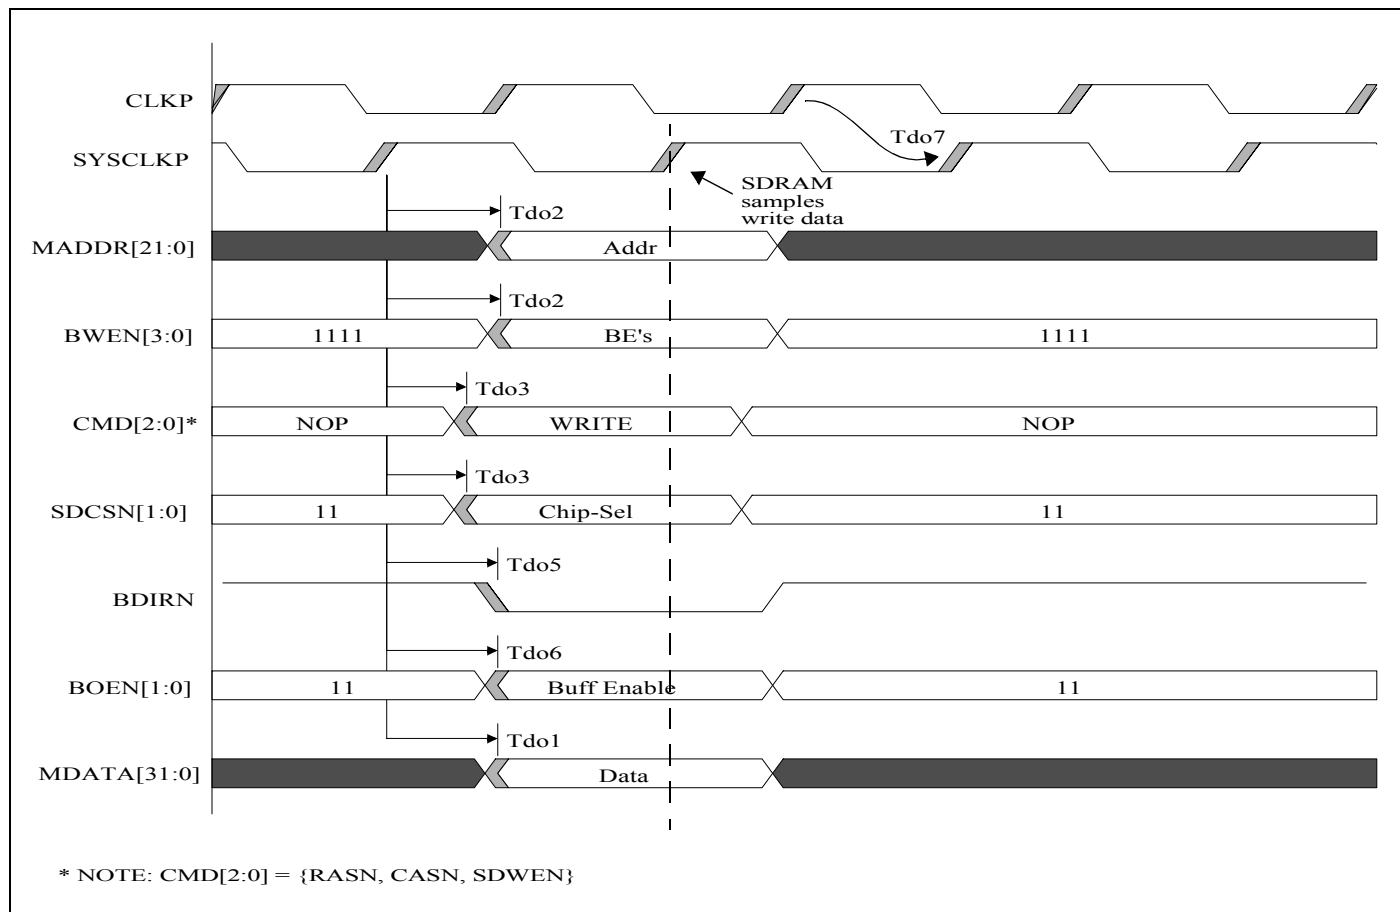 CLKP
Tdo7
SYSCLKP
SDRAM
samples
write data
Tdo2
MADDR[21:0]
Addr
Tdo2
BWEN[3:0]
1111
BE's
1111
Tdo3
CMD[2:0]*
NOP
WRITE
NOP
Tdo3
SDCSN[1:0]
11
Chip-Sel
11
Tdo5
BDIRN
Tdo6
BOEN[1:0]
11
Buff Enable
11
Tdo1
MDATA[31:0]
Data
* NOTE: CMD[2:0] = {RASN, CASN, SDWEN}